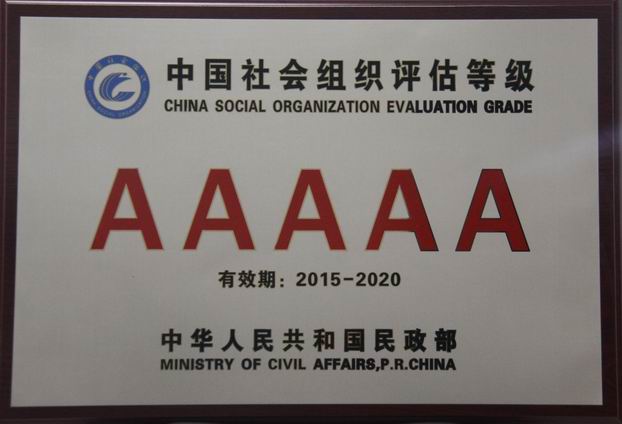 中国社会组织评估等级
CHINA SOCIAL ORGANIZATION EVALUATION GRADE
AAAAA
有效期：2015-2020
中华人民共和国民政部
MINISTRY OF CIVIL AFFAIRS,P.R.CHINA